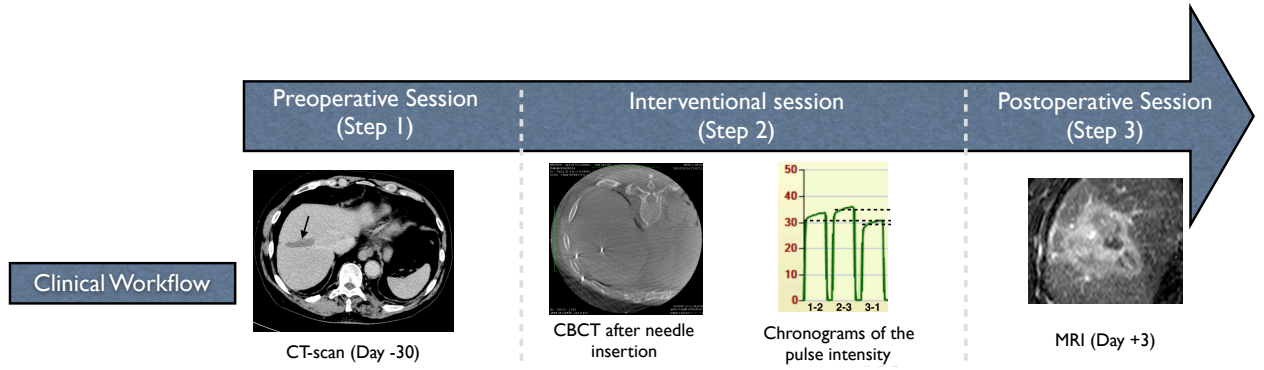 Preoperative Session
(Step 1)
Interventional session
(Step 2)
Postoperative Session
(Step 3)
Clinical Workflow
CT-scan (Day -30)
CBCT after needle
insertion
50
40
30
20
10
0
1-2 2-3 3-1
Chronograms of the
pulse intensity
MRI (Day +3)